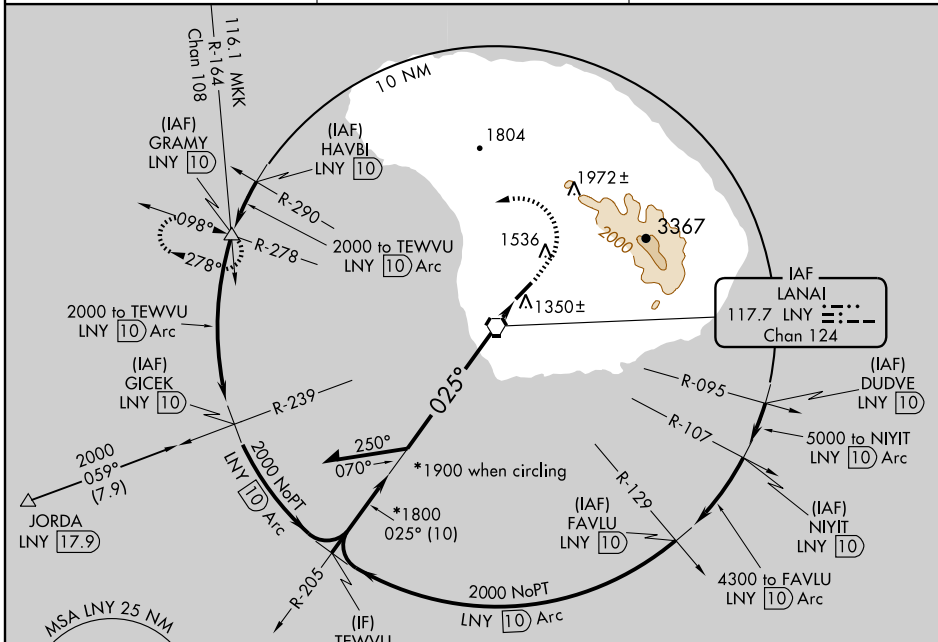 116.1 MKK
R-164
Chan 108
10 NM
(IAF)
GRAMY
LNY 10
(IAF)
HAVBI
LNY 10
1804
1972±
R-290
098°
R-278
278°
2000 to TEWVU
LNY 10 Arc
1536
2000
3367
1350±
IAF
LANAI
117.7 LNY
Chan 124
2000 to TEWVU
LNY 10 Arc
(IAF)
GICEK
LNY 10
R-239
025°
R-095
(IAF)
DUDVE
LNY 10
R-107
5000 to NIYIT
LNY 10 Arc
2000
059°
(7.9)
JORDA
LNY 17.9
2000 NoPT
LNY 10 Arc
250°
070°
*1900 when circling
*1800
025° (10)
R-129
(IAF)
FAVLU
LNY 10
(IAF)
NIYIT
LNY 10
4300 to FAVLU
LNY 10 Arc
2000 NoPT
LNY 10 Arc
R-205
(IF)
TEWVU
MSA LNY 25 NM